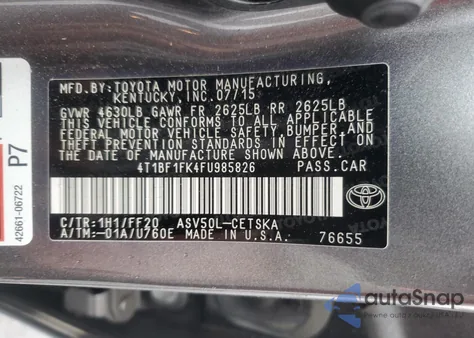 MFD.BY:TOYOTA MOTOR MANUFACTURING,
KENTUCKY, INC.07/15
GVWR 4630LB GAWR FR 2625LB RR 2625LB
THIS VEHICLE CONFORMS TO ALL APPLICABLE
FEDERAL MOTOR VEHICLE SAFETY, BUMPER, AND
THEFT PREVENTION STANDARDS IN EFFECT ON THE
DATE OF MANUFACTURE SHOWN ABOVE.
4T1BF1FK4FU985826 PASS.CAR
C/TR:1H1/FF20 ASV50L-CETSKA
A/TM:-01A/U760E MADE IN U.S.A. 76655
P7
42661-06722
autaSnap